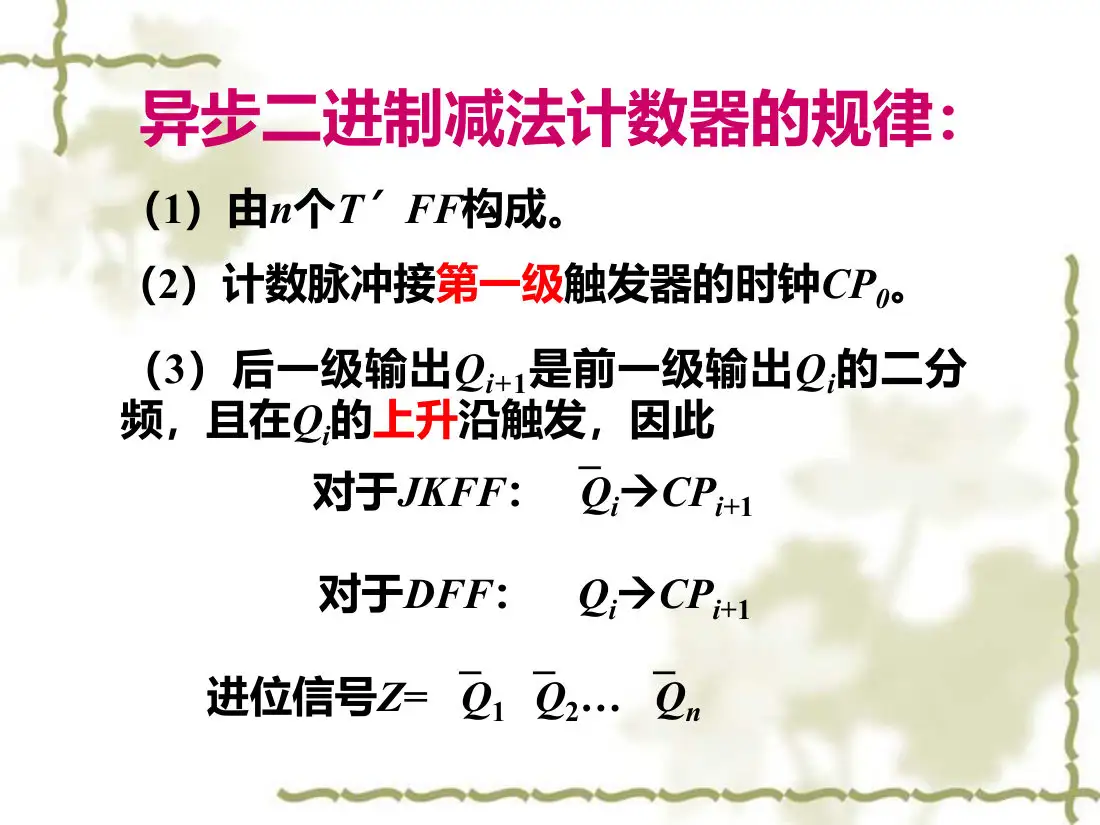 异步二进制减法计数器的规律：
（1）由n个T′FF构成。
（2）计数脉冲接第一级触发器的时钟CP₀。
（3）后一级输出Qᵢ₊₁是前一级输出Qᵢ的二分
频，且在Qᵢ的上升沿触发，因此
对于JKFF： Q̅ᵢ→CPᵢ₊₁
对于DFF： Qᵢ→CPᵢ₊₁
进位信号Z= Q̅₁ Q̅₂… Q̅ₙ